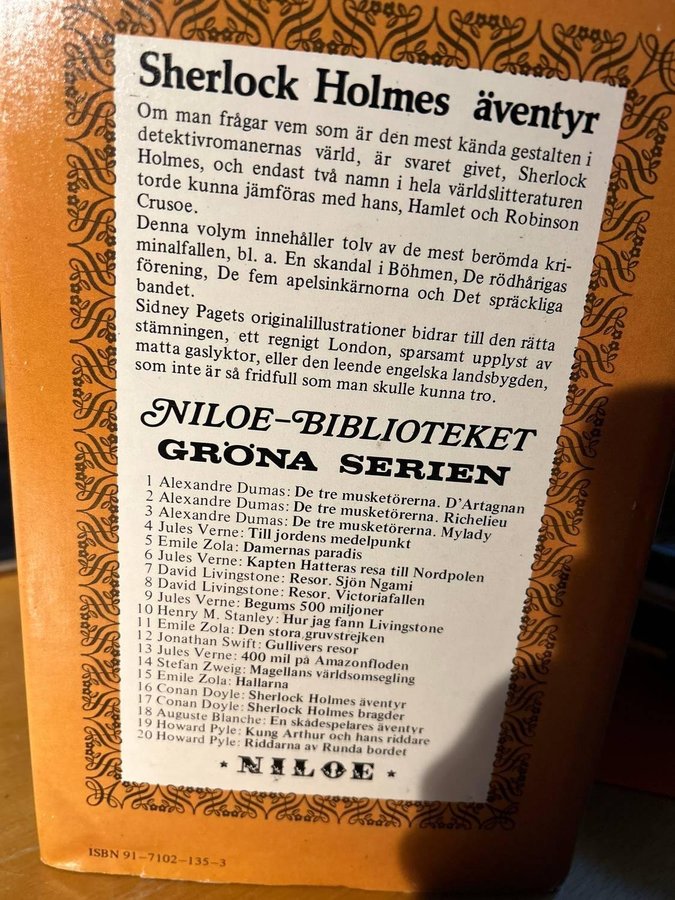 Sherlock Holmes äventyr
Om man frågar vem som är den mest kända gestalten i
detektivromanernas värld, är svaret givet, Sherlock
Holmes, och endast två namn i hela världslitteraturen
torde kunna jämföras med hans, Hamlet och Robinson
Crusoe.
Denna volym innehåller tolv av de mest berömda kri-
minalfallen, bl. a. En skandal i Böhmen, De rödhårigas
förening, De fem apelsinkärnorna och Det spräckliga
bandet.
Sidney Pagets originalillustrationer bidrar till den rätta
stämningen, ett regnigt London, sparsamt upplyst av
matta gaslyktor, eller den leende engelska landsbygden,
som inte är så fridfull som man skulle kunna tro.
NILOE-BIBLIOTEKET
GRÖNA SERIEN
1 Alexandre Dumas: De tre musketörerna. D'Artagnan
2 Alexandre Dumas: De tre musketörerna. Richelieu
3 Alexandre Dumas: De tre musketörerna. Mylady
4 Jules Verne: Till jordens medelpunkt
5 Emile Zola: Damernas paradis
6 Jules Verne: Kapten Hatteras resa till Nordpolen
7 David Livingstone: Resor. Sjön Ngami
8 David Livingstone: Resor. Victoriafallen
9 Jules Verne: Begums 500 miljoner
10 Henry M. Stanley: Hur jag fann Livingstone
11 Emile Zola: Den stora gruvstrejken
12 Jonathan Swift: Gullivers resor
13 Jules Verne: 400 mil på Amazonfloden
14 Stefan Zweig: Magellans världsomsegling
15 Emile Zola: Hallarna
16 Conan Doyle: Sherlock Holmes äventyr
17 Conan Doyle: Sherlock Holmes bragder
18 Auguste Blanche: En skådespelares äventyr
19 Howard Pyle: Kung Arthur och hans riddare
20 Howard Pyle: Riddarna av Runda bordet
★ NILOE ★
ISBN 91-7102-135-3